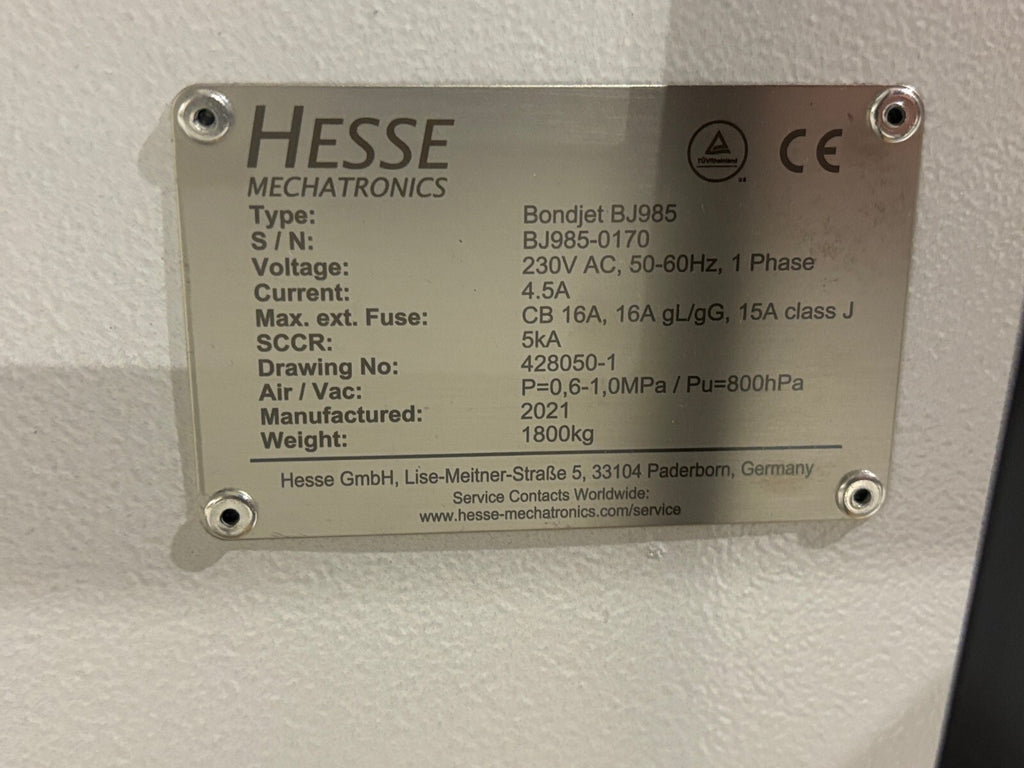 HESSE
MECHATRONICS
TÜVRheinland
CE
Type: Bondjet BJ985
S / N: BJ985-0170
Voltage: 230V AC, 50-60Hz, 1 Phase
Current: 4.5A
Max. ext. Fuse: CB 16A, 16A gL/gG, 15A class J
SCCR: 5kA
Drawing No: 428050-1
Air / Vac: P=0,6-1,0MPa / Pu=800hPa
Manufactured: 2021
Weight: 1800kg
Hesse GmbH, Lise-Meitner-Straße 5, 33104 Paderborn, Germany
Service Contacts Worldwide:
www.hesse-mechatronics.com/service